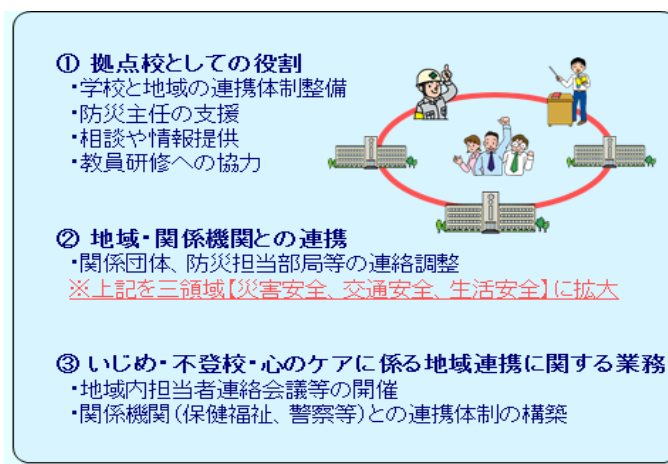 ① 拠点校としての役割
・学校と地域の連携体制整備
・防災主任の支援
・相談や情報提供
・教員研修への協力
② 地域・関係機関との連携
・関係団体、防災担当部局等の連絡調整
※上記を三領域【災害安全、交通安全、生活安全】に拡大
③ いじめ・不登校・心のケアに係る地域連携に関する業務
・地域内担当者連絡会議等の開催
・関係機関(保健福祉、警察等)との連携体制の構築